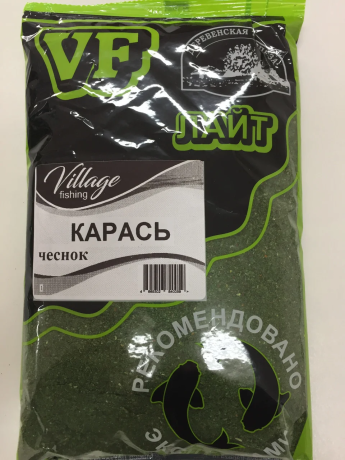 VF
ЛАЙТ
Village
fishing
КАРАСЬ
чеснок
РЕКОМЕНДОВАНО